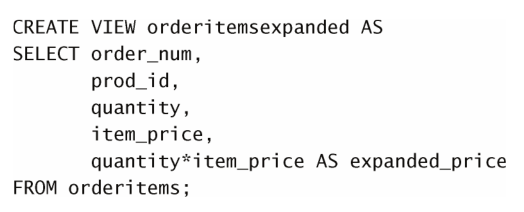 CREATE VIEW orderitemsexpanded AS
SELECT order_num,
       prod_id,
       quantity,
       item_price,
       quantity*item_price AS expanded_price
FROM orderitems;